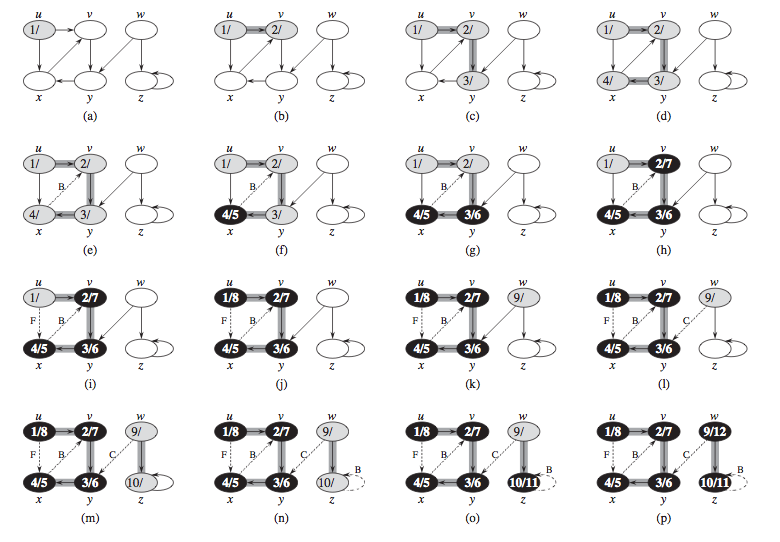 u v w u v w u v w u v w
1/ 1/ 2/ 1/ 2/ 1/ 2/
3/ 4/ 3/
x y z x y z x y z x y z
(a) (b) (c) (d)
u v w u v w u v w u v w
1/ 2/ 1/ 2/ 1/ 2/ 1/ 2/7
B B B B
4/ 3/ 4/5 3/ 4/5 3/6 4/5 3/6
x y z x y z x y z x y z
(e) (f) (g) (h)
u v w u v w u v w u v w
1/ 2/7 1/8 2/7 1/8 2/7 9/ 1/8 2/7 9/
F B F B F B F B C
4/5 3/6 4/5 3/6 4/5 3/6 4/5 3/6
x y z x y z x y z x y z
(i) (j) (k) (l)
u v w u v w u v w u v w
1/8 2/7 9/ 1/8 2/7 9/ 1/8 2/7 9/ 1/8 2/7 9/12
F B C F B C B F B C B F B C B
4/5 3/6 10/ 4/5 3/6 10/ 4/5 3/6 10/11 4/5 3/6 10/11
x y z x y z x y z x y z
(m) (n) (o) (p)